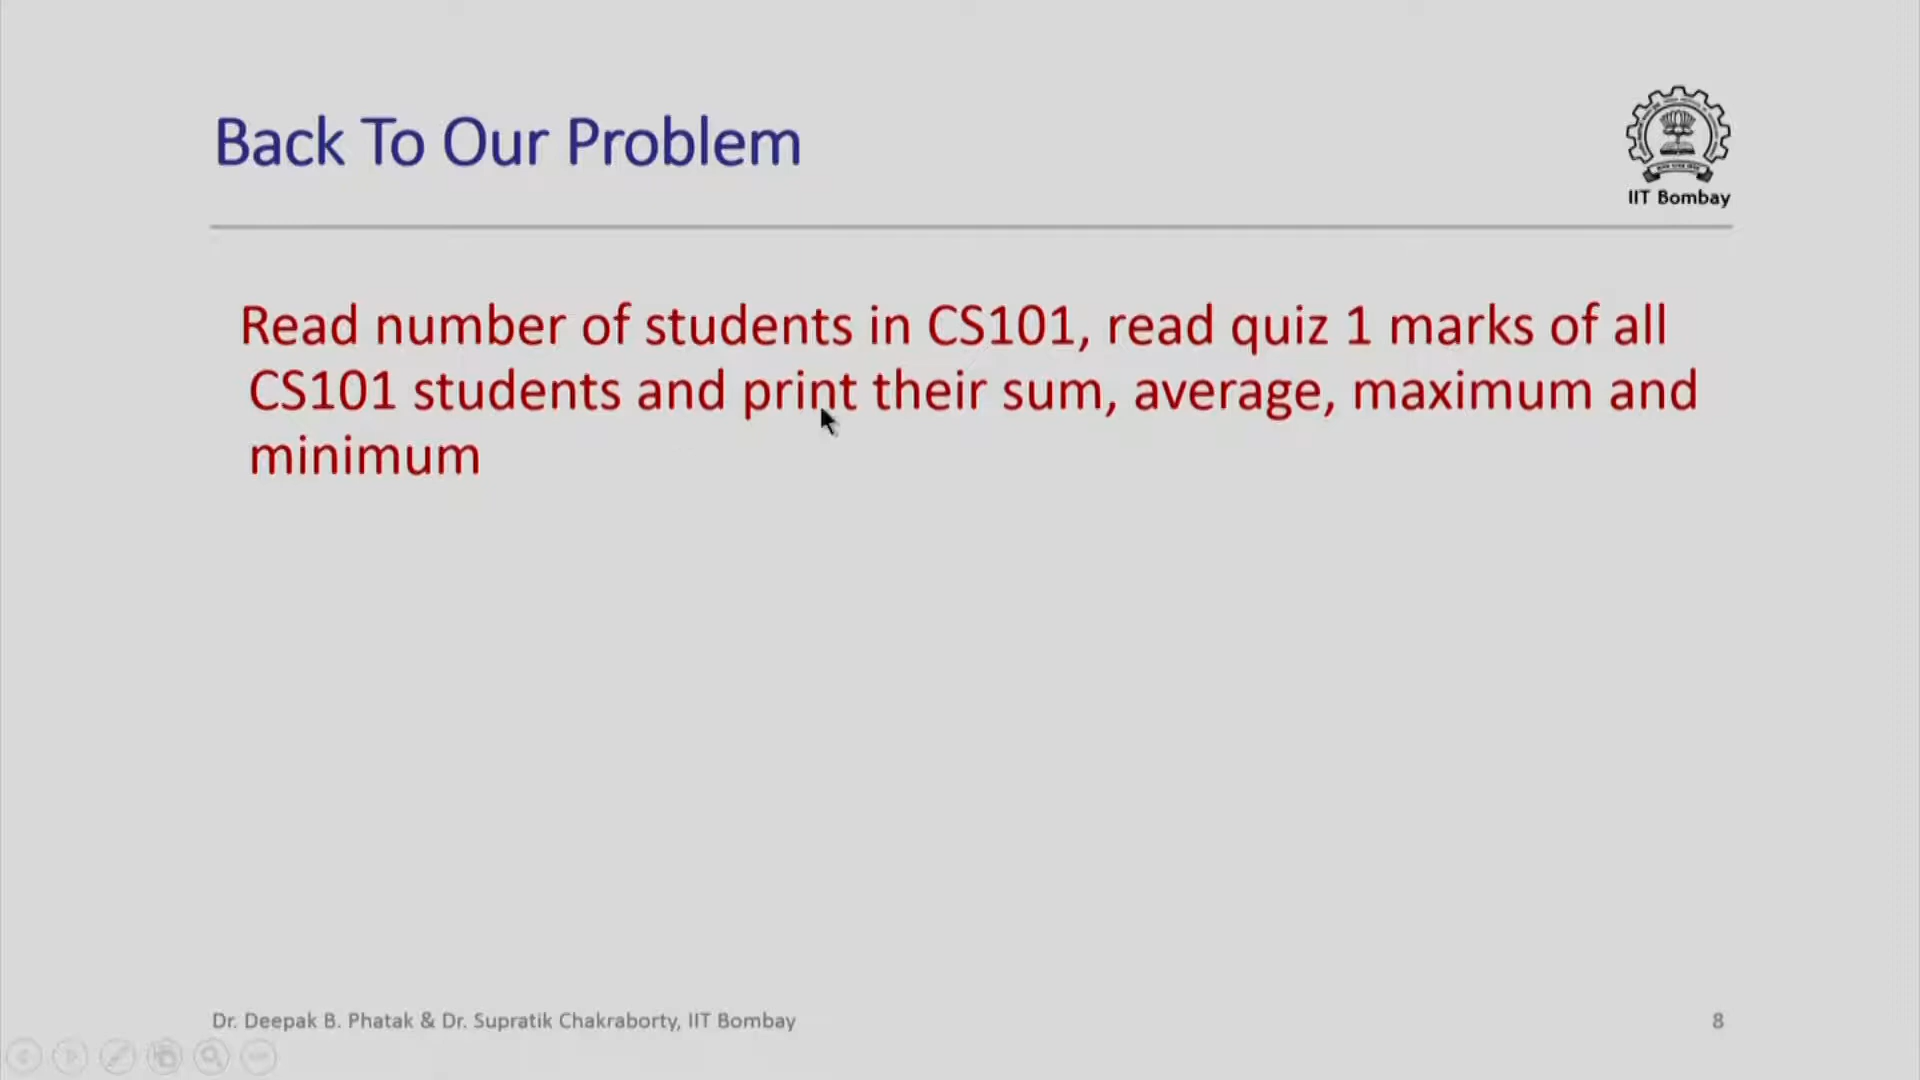 Back To Our Problem
IIT Bombay
Read number of students in CS101, read quiz 1 marks of all
CS101 students and print their sum, average, maximum and
minimum
Dr. Deepak B. Phatak & Dr. Supratik Chakraborty, IIT Bombay
8